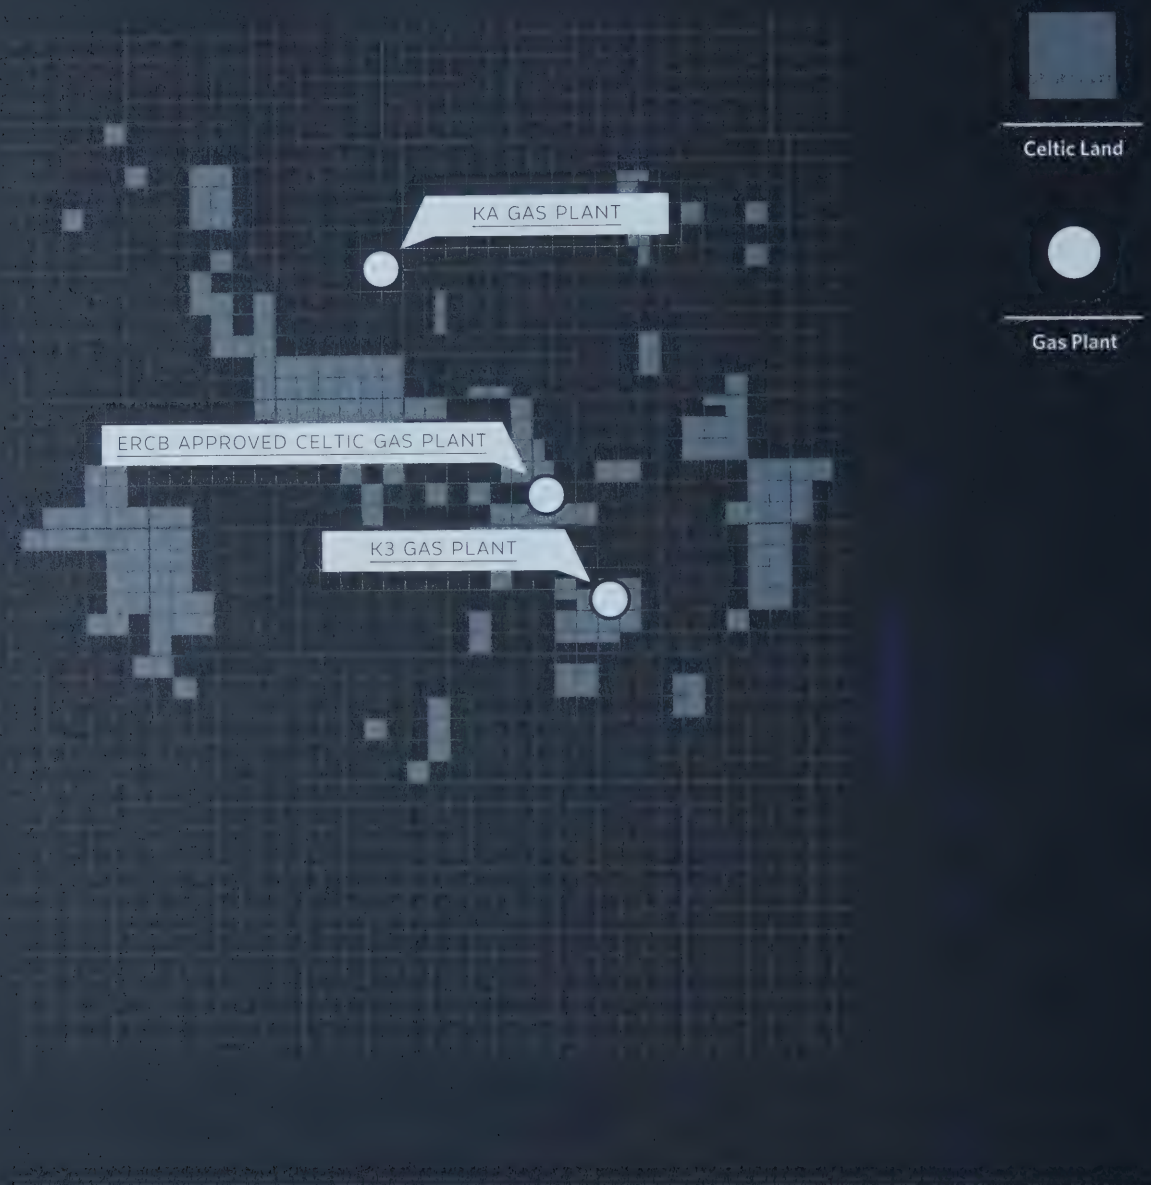 Celtic Land
KA GAS PLANT
Gas Plant
ERCB APPROVED CELTIC GAS PLANT
K3 GAS PLANT